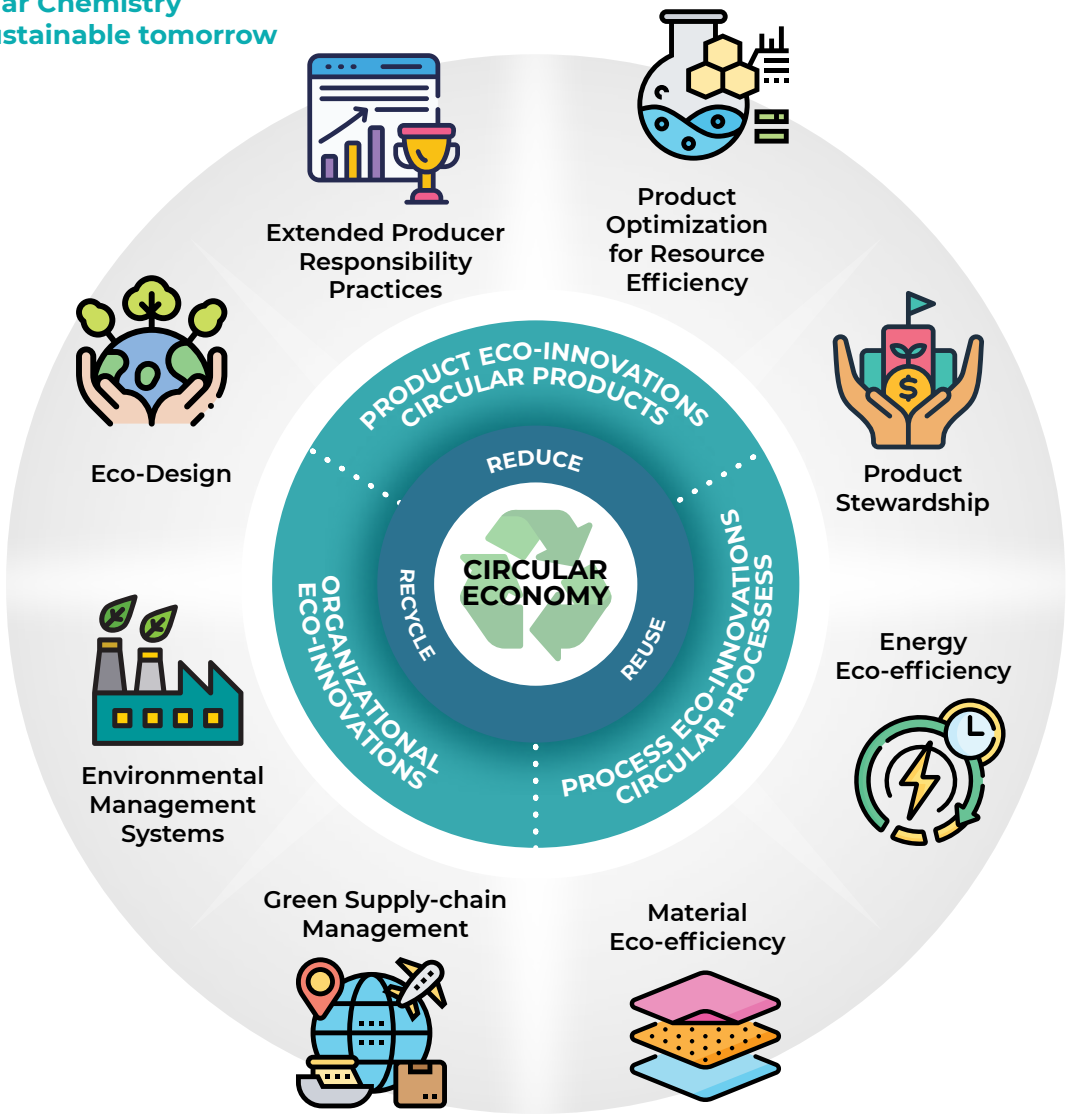 Chemistry
tomorrow
Extended Producer
Responsibility
Practices
Product
Optimization
for Resource
Efficiency
Eco-Design
Product
Stewardship
PRODUCT ECO-INNOVATIONS
CIRCULAR PRODUCTS
REDUCE
RECYCLE
REUSE
CIRCULAR
ECONOMY
ORGANIZATIONAL
ECO-INNOVATIONS
PROCESS ECO-INNOVATIONS
CIRCULAR PROCESSESS
Energy
Eco-efficiency
Environmental
Management
Systems
Green Supply-chain
Management
Material
Eco-efficiency
$